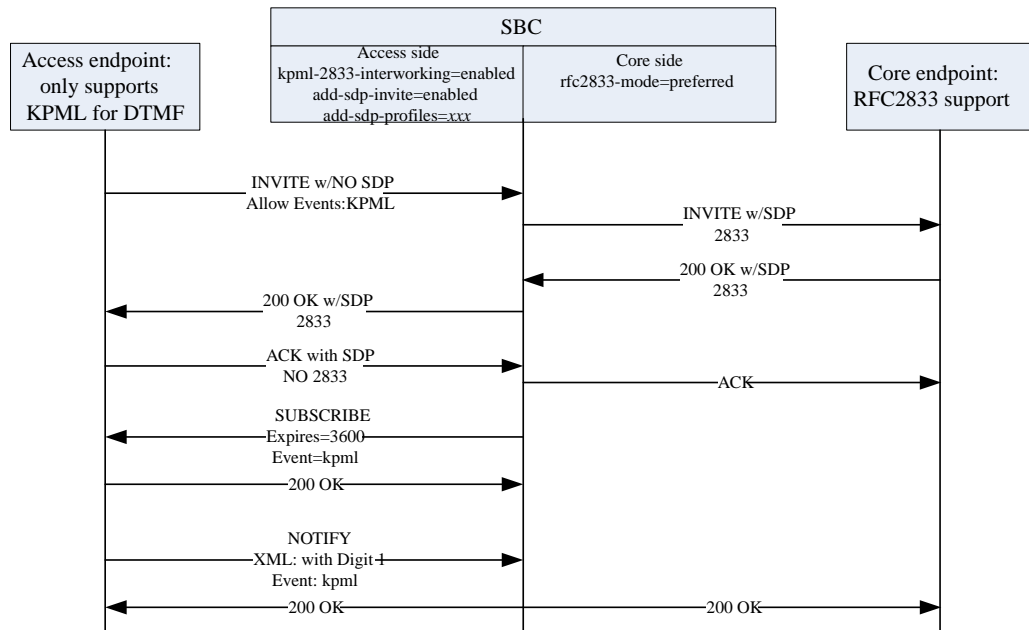 SBC
Access endpoint:
only supports
KPML for DTMF
Access side
kpml-2833-interworking=enabled
add-sdp-invite=enabled
add-sdp-profiles=xxx
Core side
rfc2833-mode=preferred
Core endpoint:
RFC2833 support
INVITE w/NO SDP
Allow Events:KPML
INVITE w/SDP
2833
200 OK w/SDP
2833
200 OK w/SDP
2833
ACK with SDP
NO 2833
ACK
SUBSCRIBE
Expires=3600
Event=kpml
200 OK
NOTIFY
XML: with Digit 1
Event: kpml
200 OK
200 OK